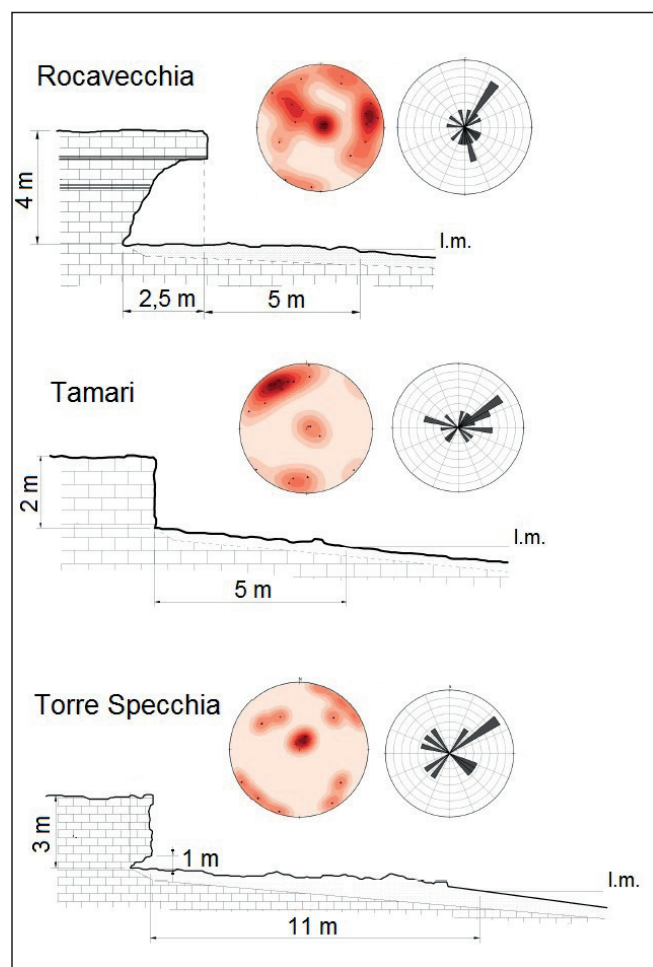 Rocavecchia
4 m
l.m.
2,5 m
5 m
Tamari
2 m
l.m.
5 m
Torre Specchia
3 m
1 m
l.m.
11 m